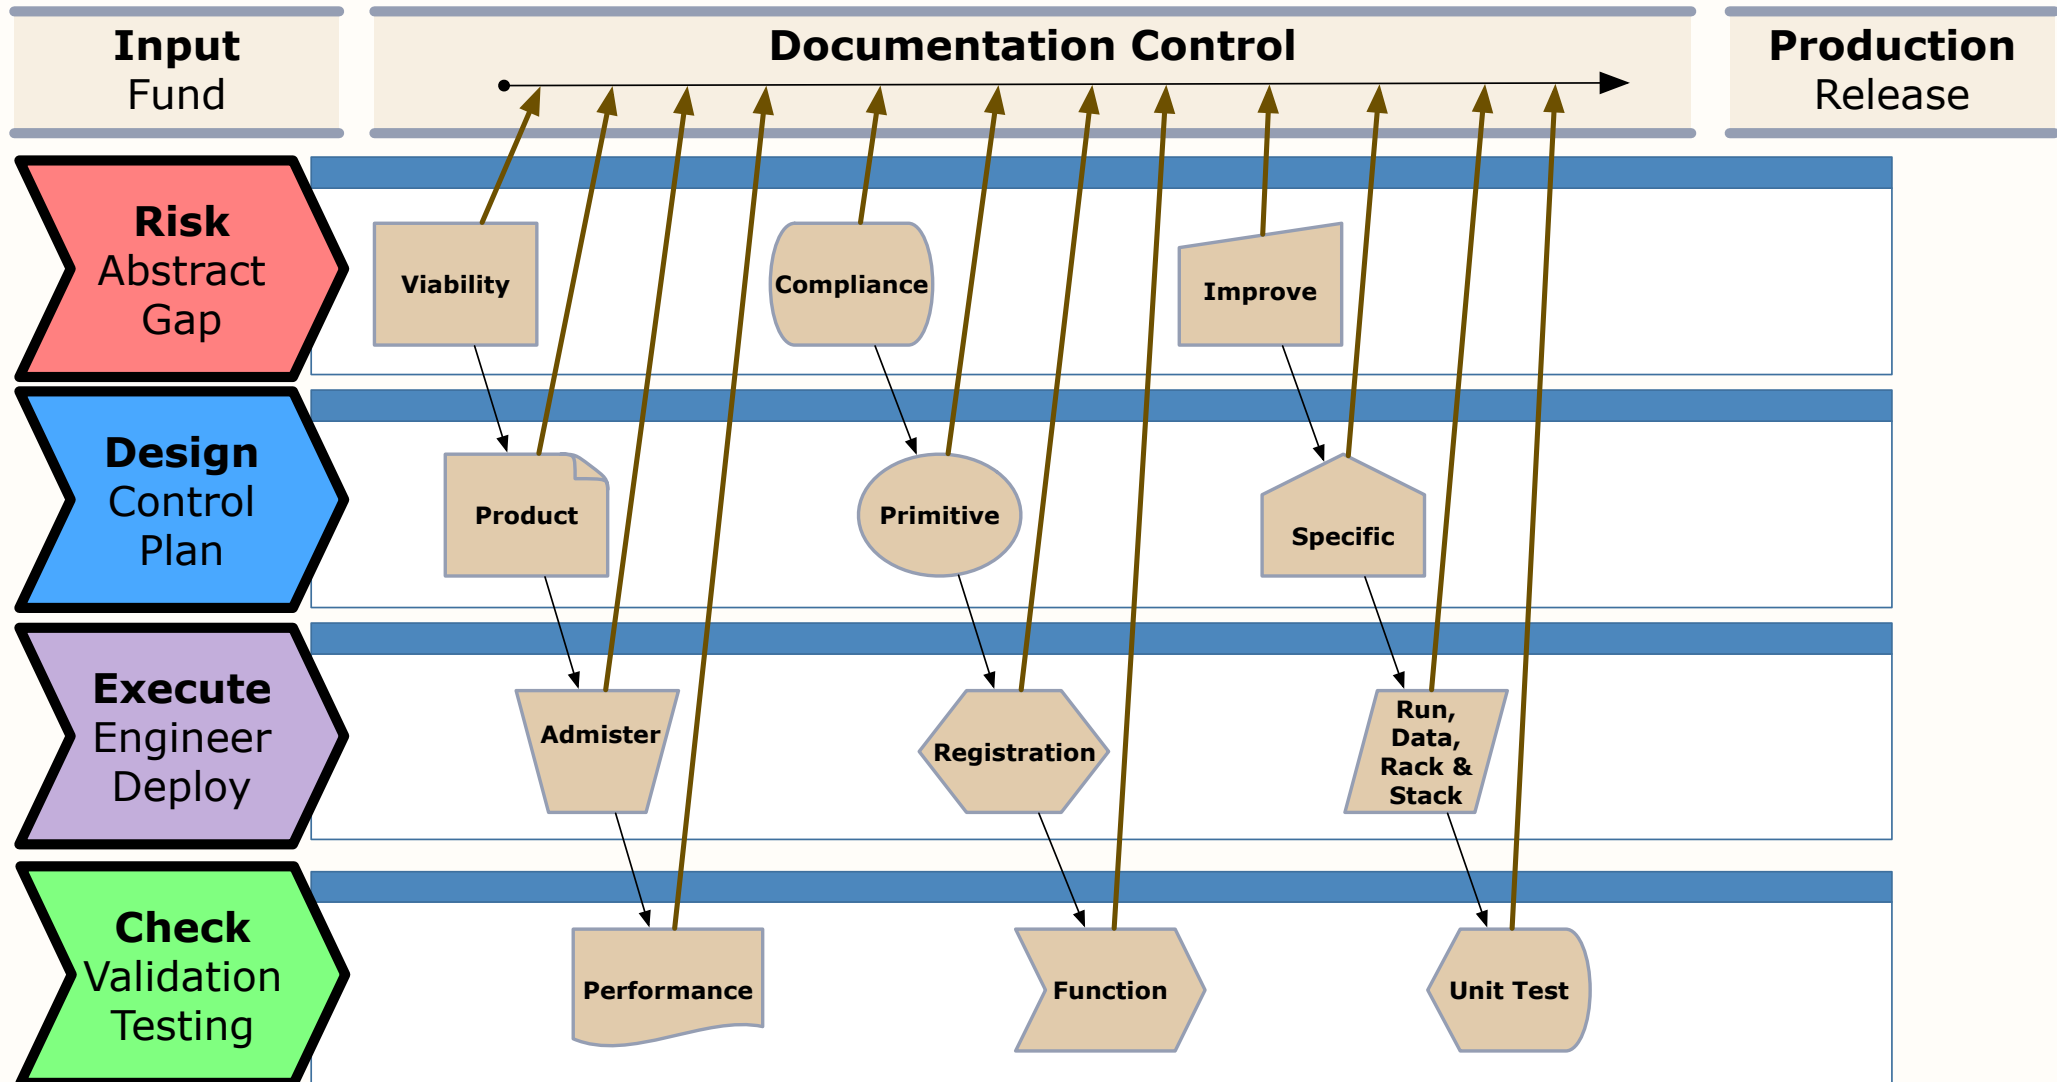 Input
Fund
Documentation Control
Production
Release
Risk
Abstract
Gap
Viability
Compliance
Improve
Design
Control
Plan
Product
Primitive
Specific
Execute
Engineer
Deploy
Admister
Registration
Run,
Data,
Rack &
Stack
Check
Validation
Testing
Performance
Function
Unit Test